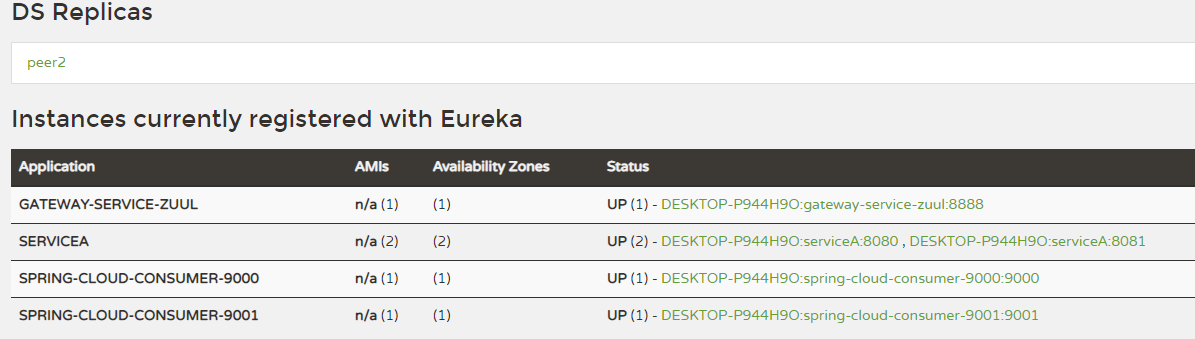 DS Replicas
peer2
Instances currently registered with Eureka
Application AMIs Availability Zones Status
GATEWAY-SERVICE-ZUUL n/a (1) (1) UP (1) - DESKTOP-P944H9O:gateway-service-zuul:8888
SERVICEA n/a (2) (2) UP (2) - DESKTOP-P944H9O:serviceA:8080 , DESKTOP-P944H9O:serviceA:8081
SPRING-CLOUD-CONSUMER-9000 n/a (1) (1) UP (1) - DESKTOP-P944H9O:spring-cloud-consumer-9000:9000
SPRING-CLOUD-CONSUMER-9001 n/a (1) (1) UP (1) - DESKTOP-P944H9O:spring-cloud-consumer-9001:9001